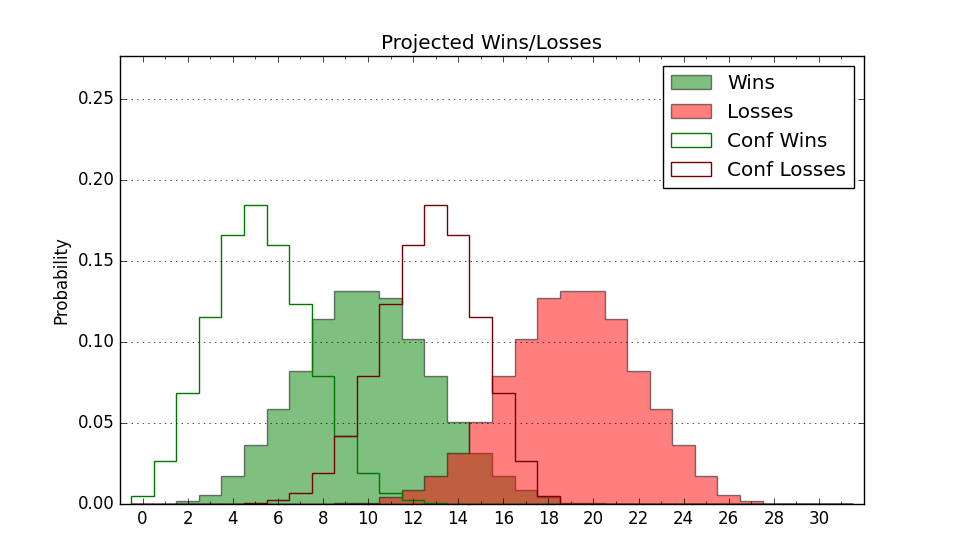 Projected Wins/Losses
0.25
0.20
0.15
0.10
0.05
0.00
Probability
Wins
Losses
Conf Wins
Conf Losses
0 2 4 6 8 10 12 14 16 18 20 22 24 26 28 30